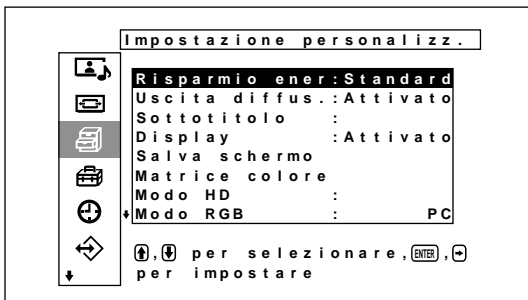 Impostazione personalizz.
Risparmio ener:Standard
Uscita diffus.:Attivato
Sottotitolo :
Display :Attivato
Salva schermo
Matrice colore
Modo HD :
Modo RGB : PC
, per selezionare, ENTER ,
per impostare